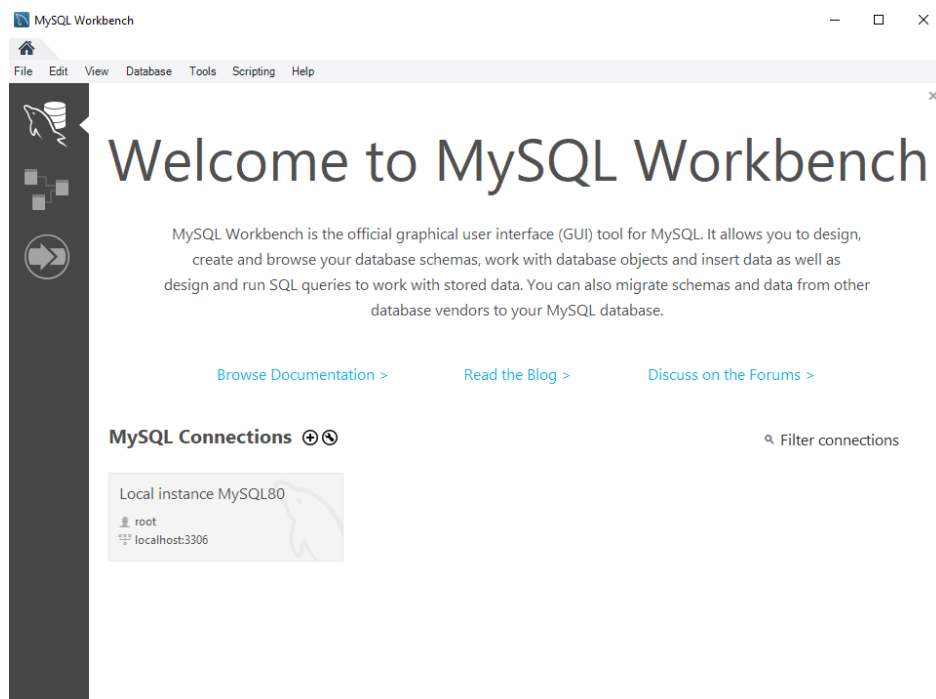 MySQL Workbench
File Edit View Database Tools Scripting Help
Welcome to MySQL Workbench
MySQL Workbench is the official graphical user interface (GUI) tool for MySQL. It allows you to design,
create and browse your database schemas, work with database objects and insert data as well as
design and run SQL queries to work with stored data. You can also migrate schemas and data from other
database vendors to your MySQL database.
Browse Documentation > Read the Blog > Discuss on the Forums >
MySQL Connections Filter connections
Local instance MySQL80
root
localhost:3306